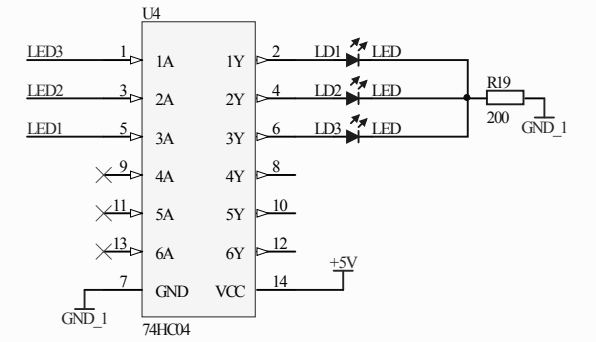 U4
LED3 1 1A 1Y 2 LD1 LED
LED2 3 2A 2Y 4 LD2 LED R19
LED1 5 3A 3Y 6 LD3 LED 200 GND_1
9 4A 4Y 8
11 5A 5Y 10
13 6A 6Y 12
+5V
7 GND VCC 14
GND_1
74HC04